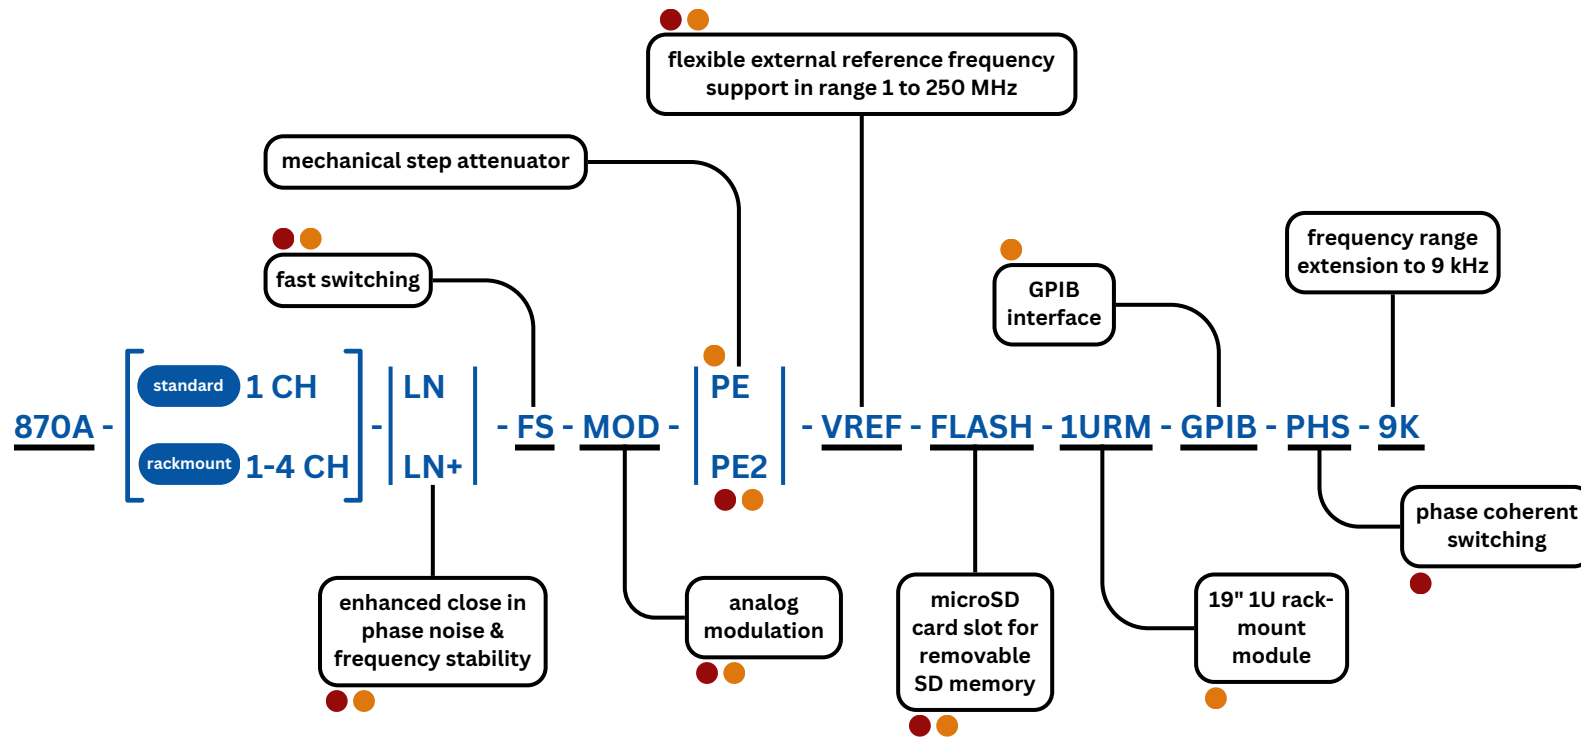 flexible external reference frequency
support in range 1 to 250 MHz
mechanical step attenuator
fast switching
GPIB
interface
frequency range
extension to 9 kHz
870A - [ standard 1 CH
rackmount 1-4 CH ] - | LN
LN+ | - FS - MOD - | PE
PE2 | - VREF - FLASH - 1URM - GPIB - PHS - 9K
enhanced close in
phase noise &
frequency stability
analog
modulation
microSD
card slot for
removable
SD memory
19" 1U rack-
mount
module
phase coherent
switching